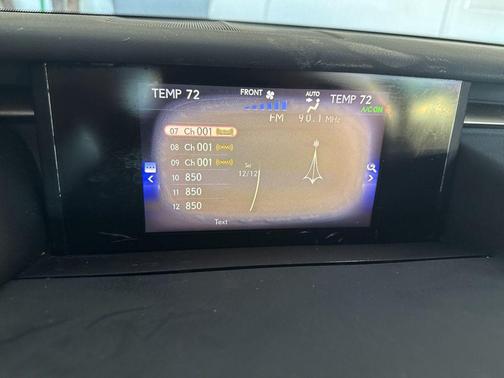 TEMP 72
FRONT
AUTO
TEMP 72
A/C ON
FM 90.1 MHz
07 Ch 001
08 Ch 001
09 Ch 001
10 850
11 850
12 850
12/12
Text